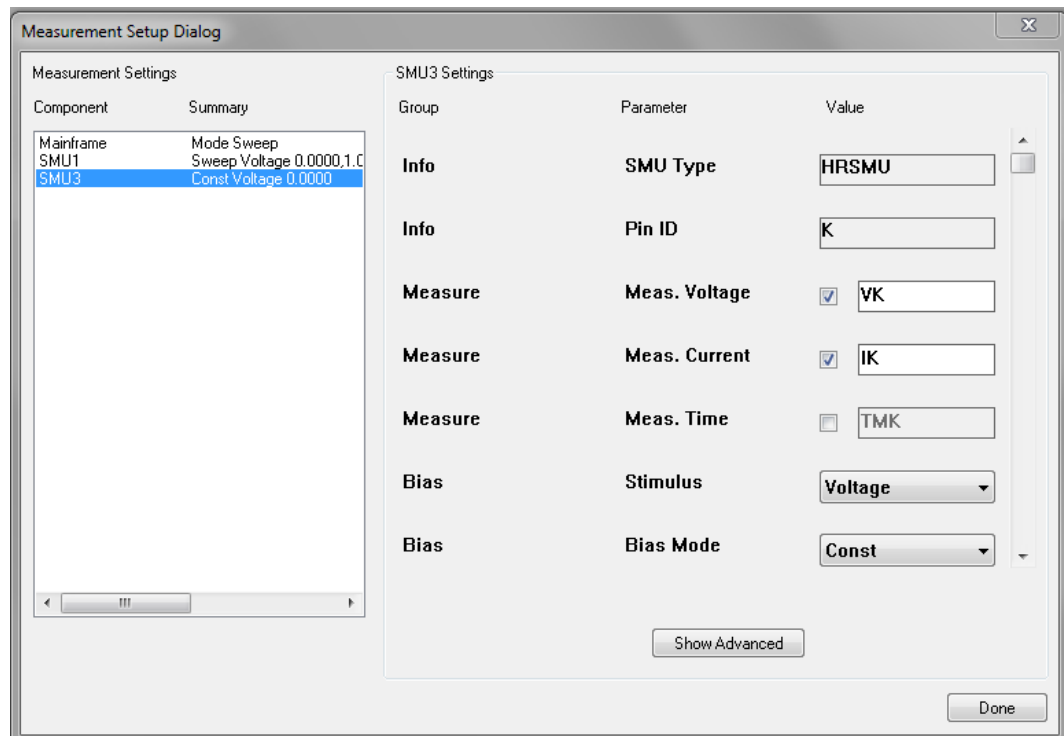 Measurement Setup Dialog
Measurement Settings
Component Summary
Mainframe Mode Sweep
SMU1 Sweep Voltage 0.0000,1.0
SMU3 Const Voltage 0.0000
SMU3 Settings
Group Parameter Value
Info SMU Type HRSMU
Info Pin ID K
Measure Meas. Voltage VK
Measure Meas. Current IK
Measure Meas. Time TMK
Bias Stimulus Voltage
Bias Bias Mode Const
Show Advanced
Done